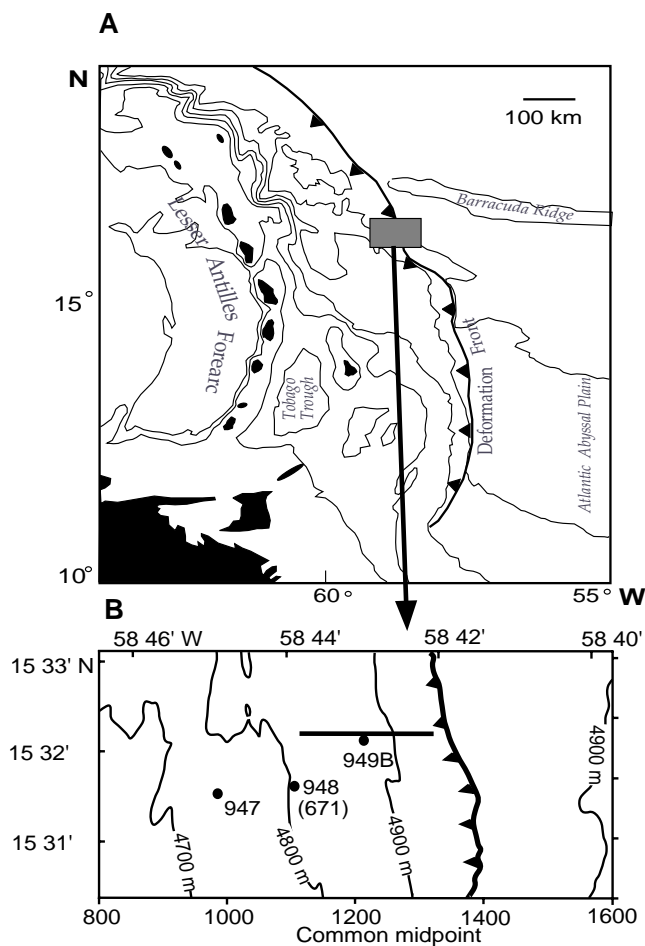 A
N
100 km
Barracuda Ridge
Lesser Antilles Forearc
15°
Front
Deformation
Tobago
Trough
Atlantic Abyssal Plain
10°
60°
55°
W
B
58 46' W
58 44'
58 42'
58 40'
15 33' N
15 32'
15 31'
949B
947
948
(671)
4700 m
4800 m
4900 m
4900 m
800
1000
1200
1400
1600
Common midpoint